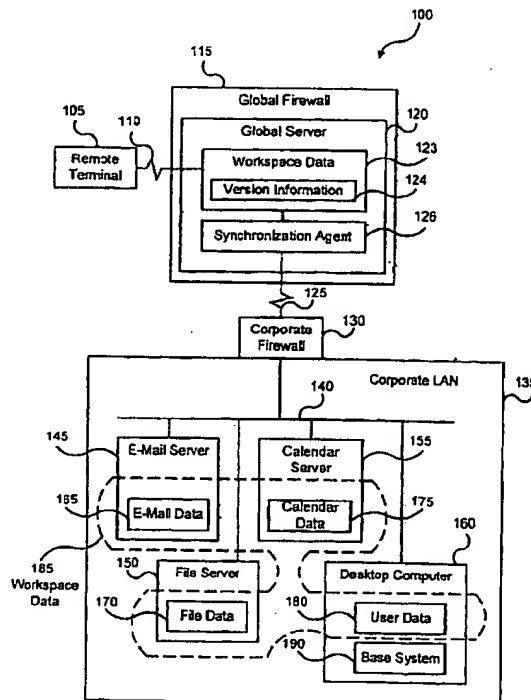 100
115
Global Firewall
120
Global Server
105
110
Remote Terminal
Workspace Data
123
Version Information
124
Synchronization Agent
126
125
130
Corporate Firewall
Corporate LAN
135
140
145
E-Mail Server
Calendar Server
155
165
E-Mail Data
Calendar Data
175
160
185
Workspace Data
150
File Server
Desktop Computer
170
File Data
180
User Data
190
Base System